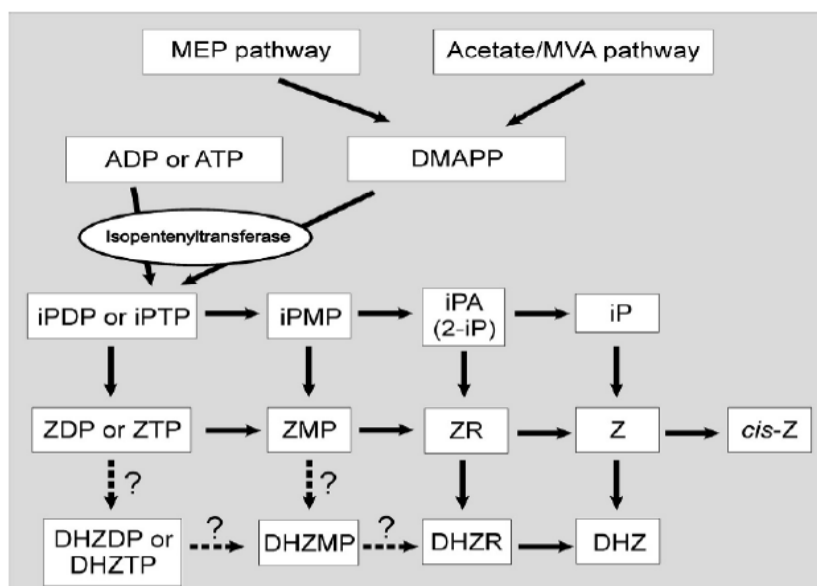 MEP pathway
Acetate/MVA pathway
ADP or ATP
DMAPP
Isopentenyltransferase
iPDP or iPTP
iPMP
iPA
(2-iP)
iP
ZDP or ZTP
ZMP
ZR
Z
cis-Z
?
?
DHZDP or
DHZTP
?
DHZMP
?
DHZR
DHZ